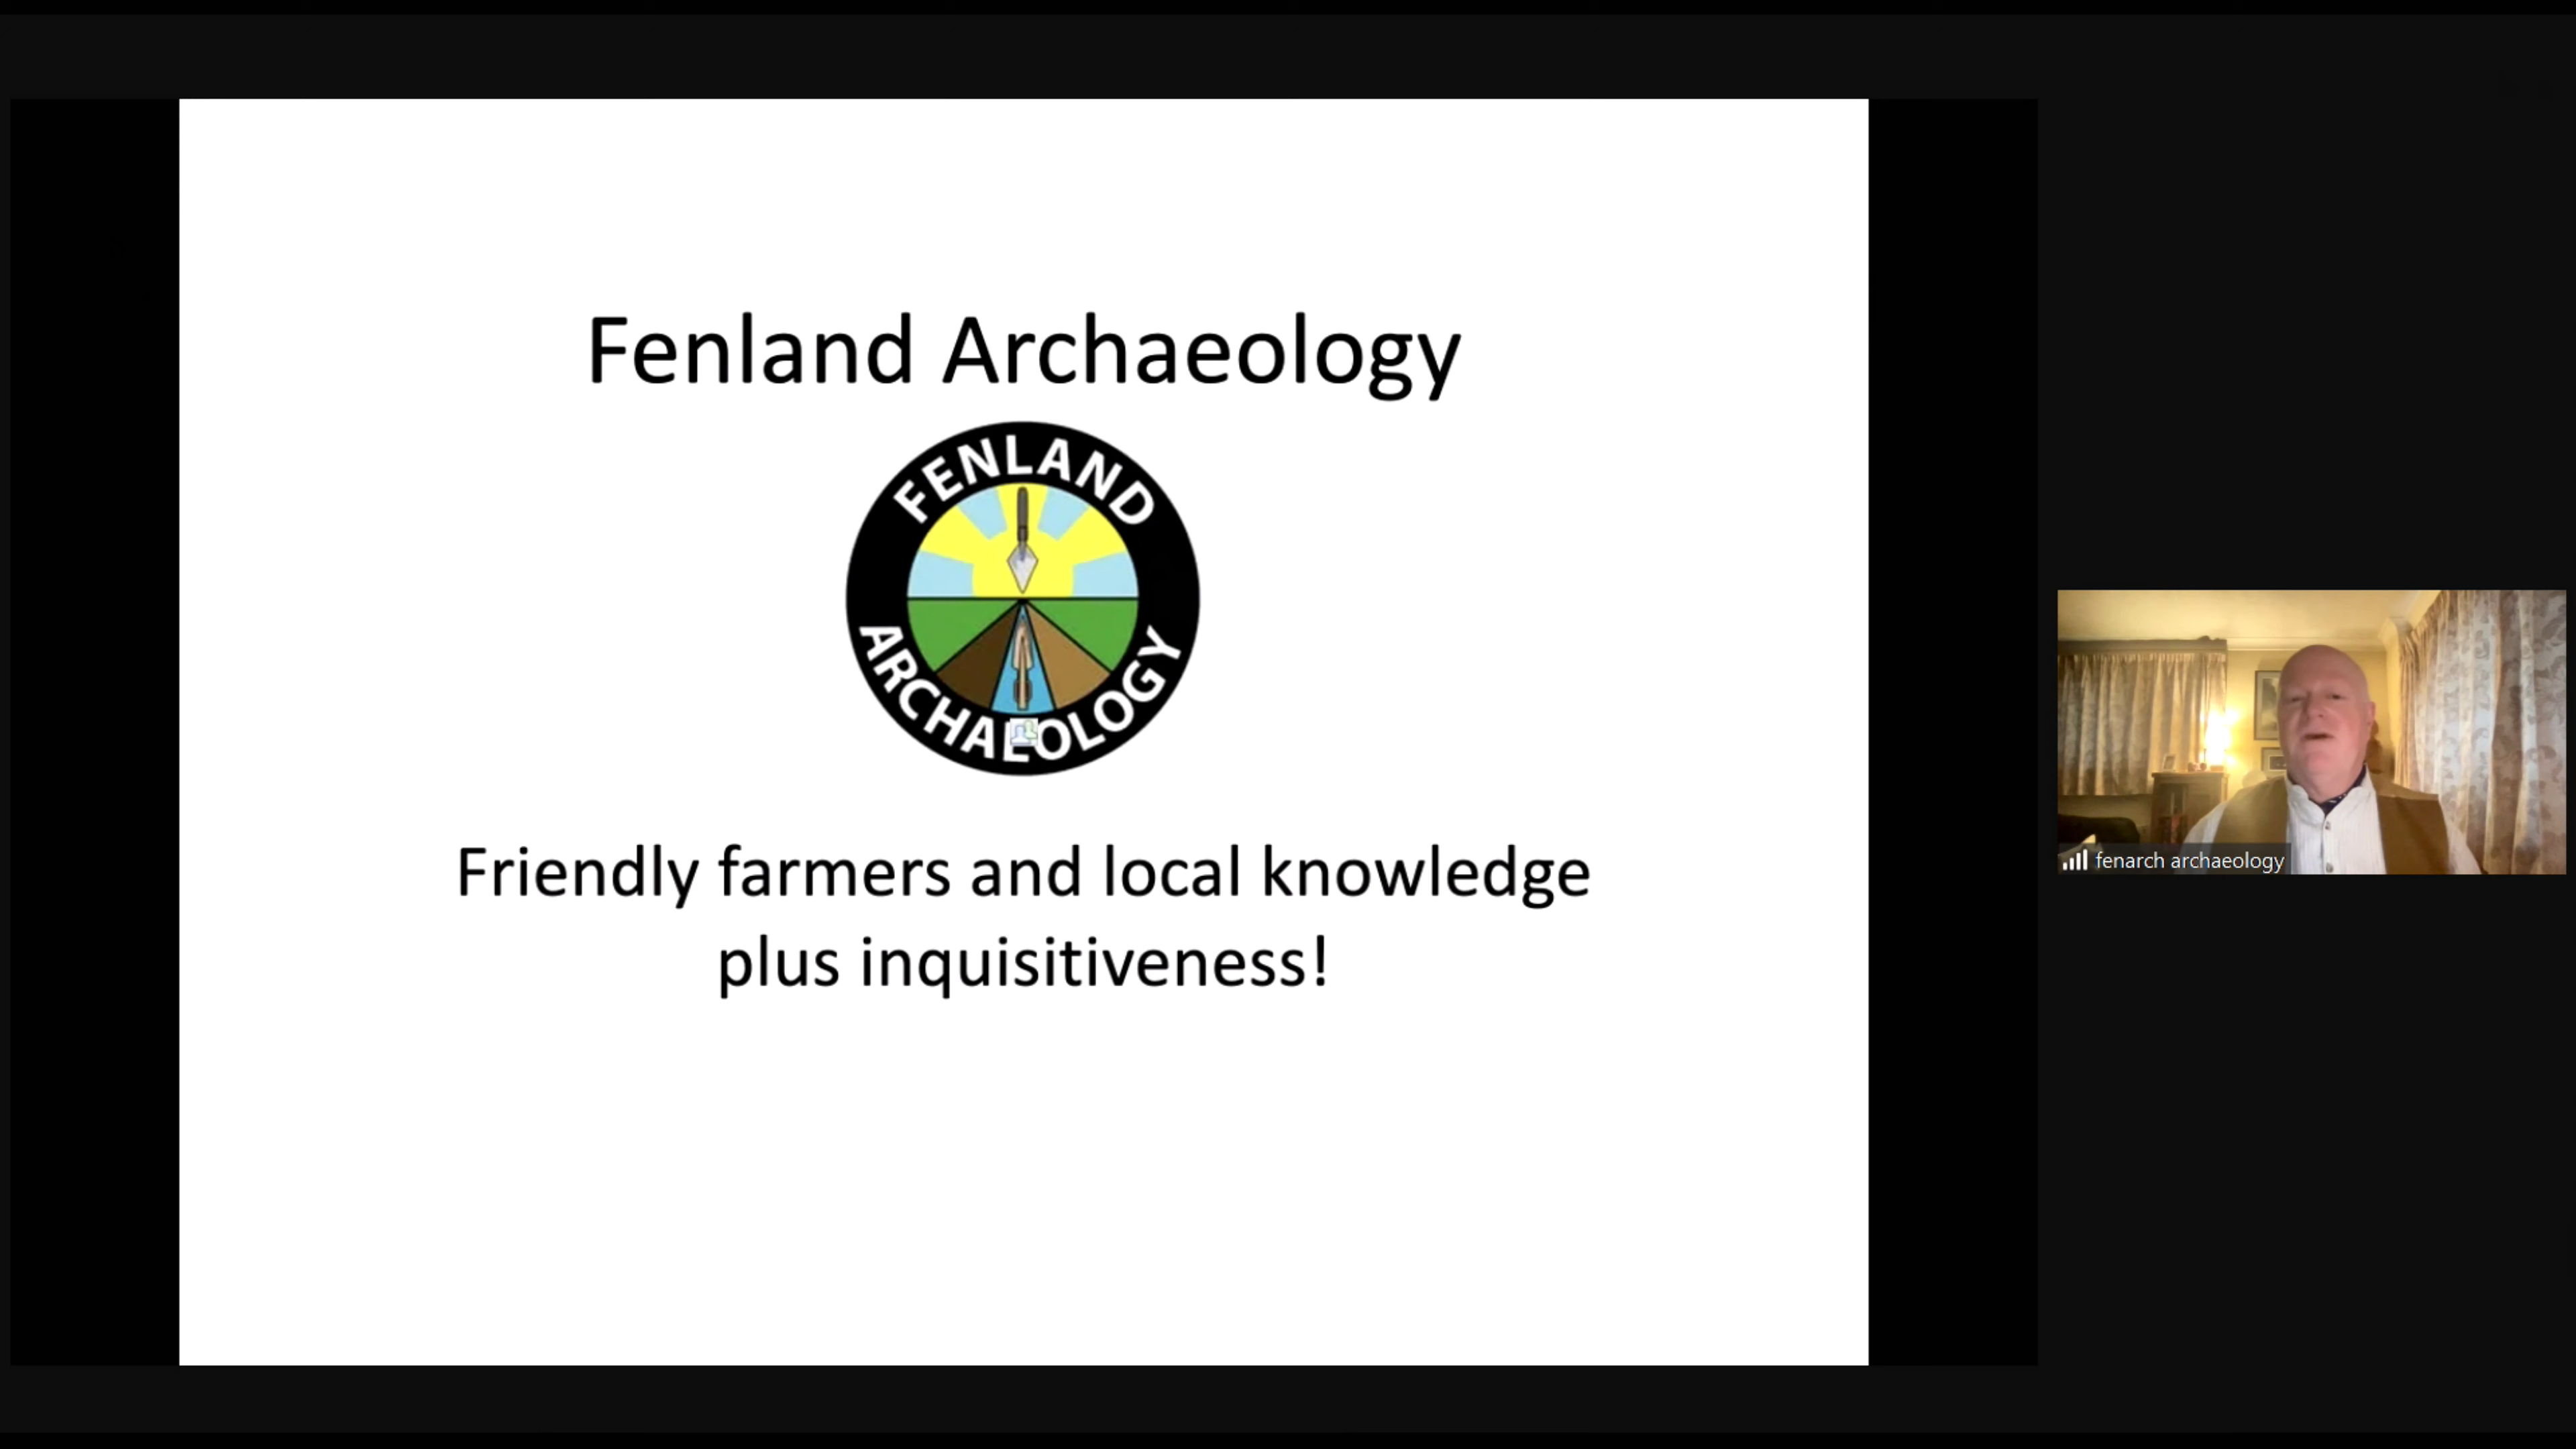 Fenland Archaeology
FENLAND
ARCHAEOLOGY
Friendly farmers and local knowledge
plus inquisitiveness!
fenarch archaeology